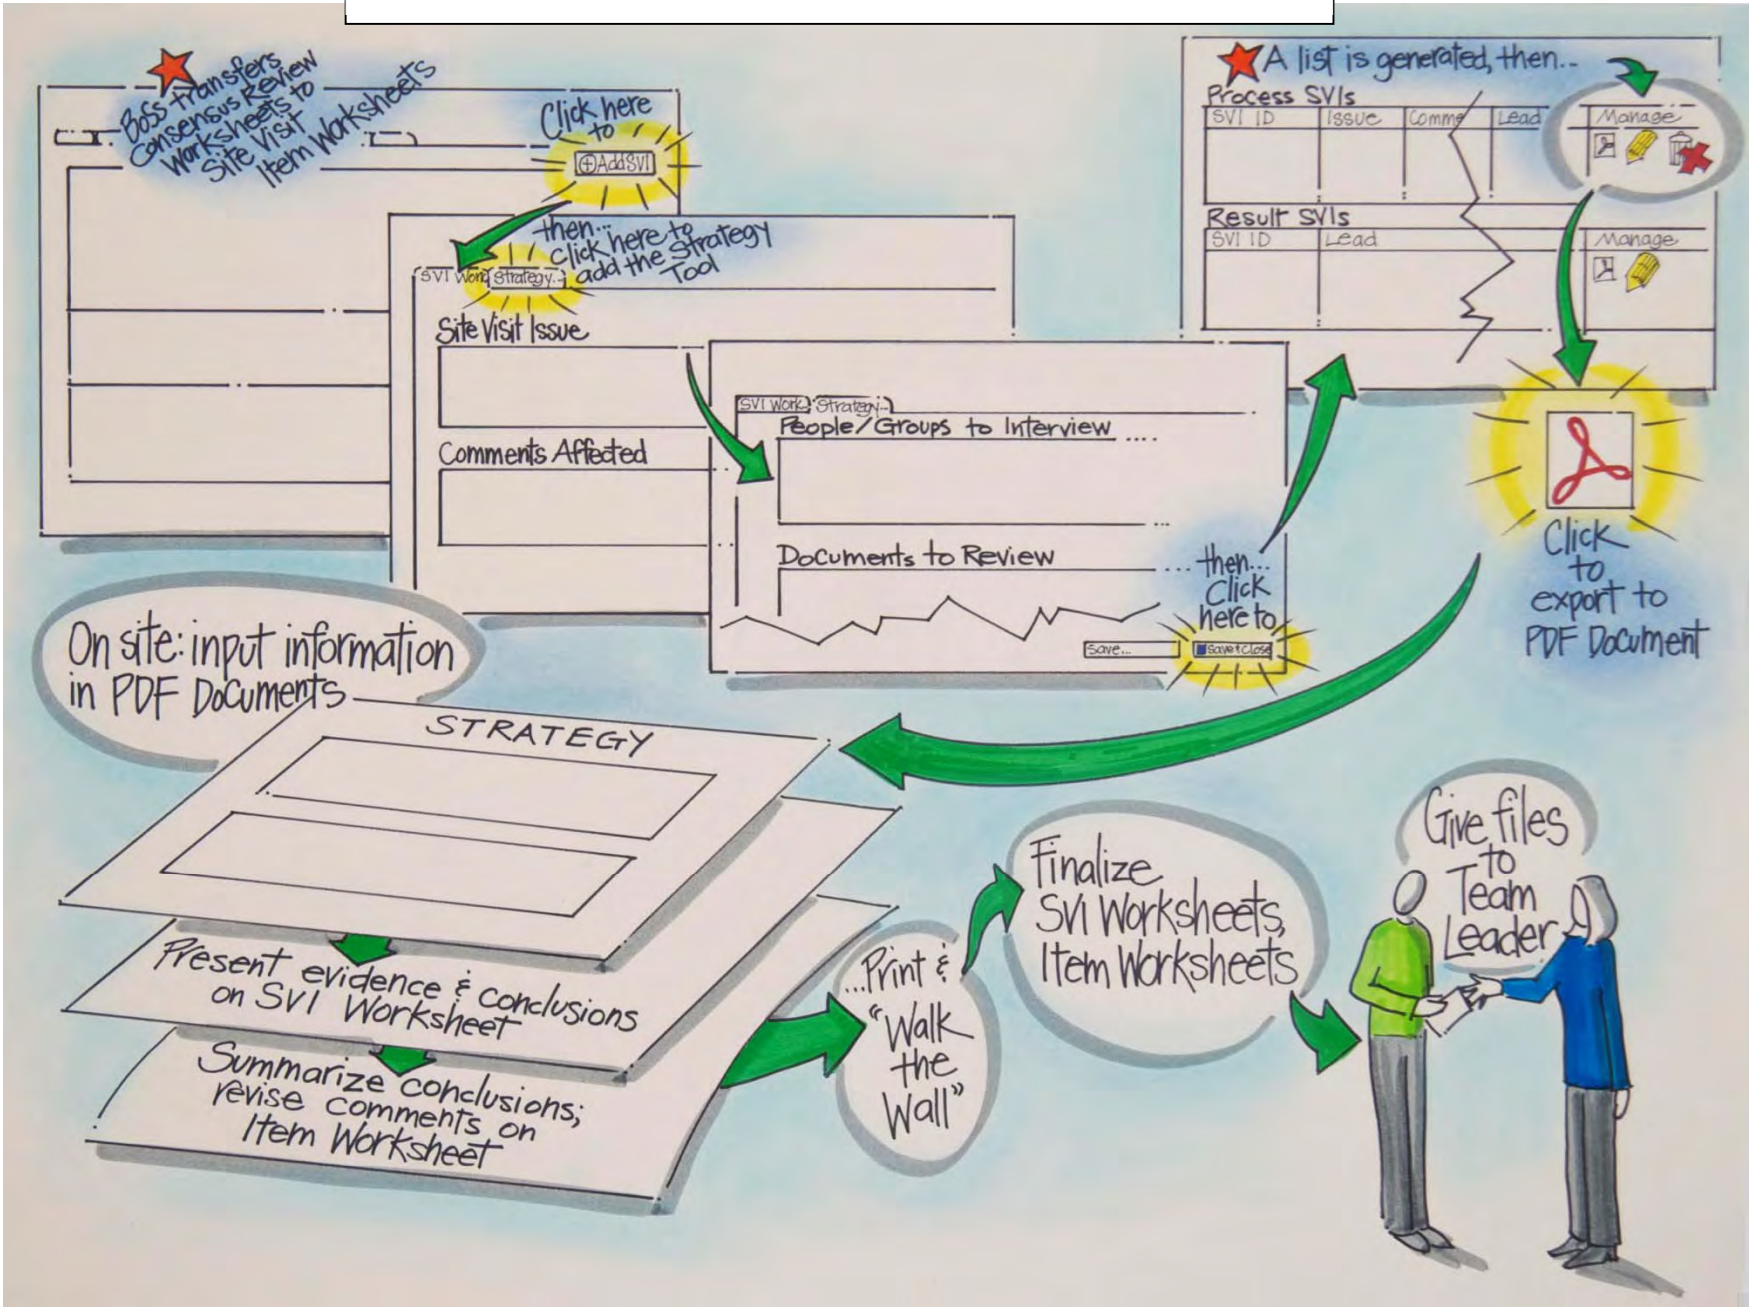 Boss transfers
Consensus Review
Worksheets to
Site Visit
Item Worksheets
Click here
to
+ Add SVI
then...
Click here to
add the Strategy
Tool
SVI Work
Strategy...
Site Visit Issue
Comments Affected
SVI Work
Strategy...
People/Groups to Interview ....
Documents to Review ....
then...
Click
here to
Save...
Save & Close
A list is generated, then...
Process SVIs
SVI ID
Issue
Comme
Lead
Manage
Result SVIs
SVI ID
Lead
Manage
Click
to
export to
PDF Document
On site: input information
in PDF Documents
STRATEGY
Present evidence & conclusions
on SVI Worksheet
Summarize conclusions;
revise comments on
Item Worksheet
...Print &
"Walk
the
Wall"
Finalize
SVI Worksheets,
Item Worksheets
Give files
to
Team
Leader